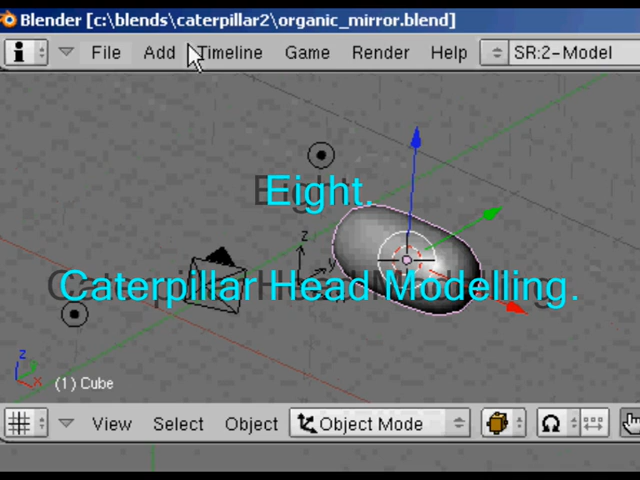 Blender [c:\blends\caterpillar2\organic_mirror.blend]
File Add Timeline Game Render Help SR:2-Model
Eight.
z
y
Caterpillar Head Modelling.
z
x
(1) Cube
View Select Object Object Mode